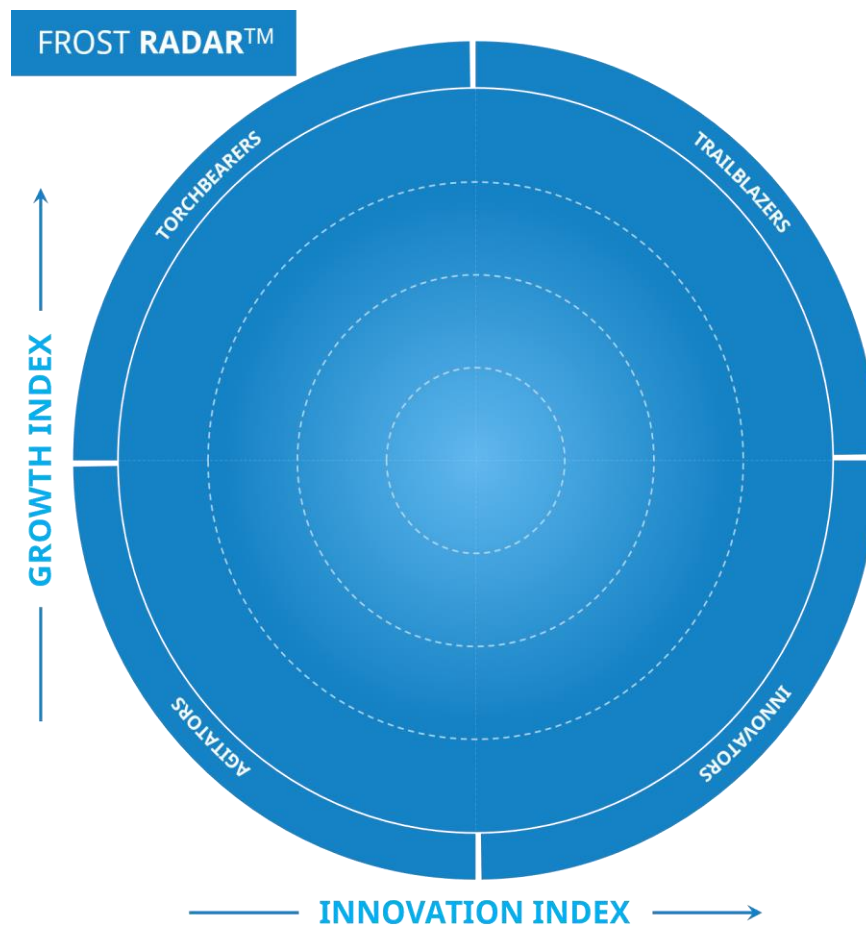 FROST RADAR™
TORCHBEARERS
TRAILBLAZERS
GROWTH INDEX
AGITATORS
INNOVATORS
INNOVATION INDEX